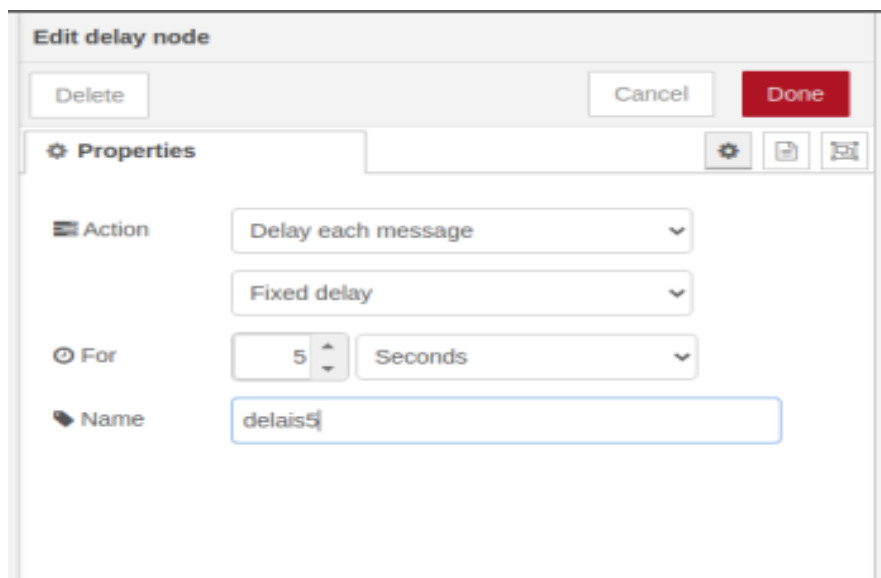 Edit delay node
Delete Cancel Done
Properties
Action Delay each message
Fixed delay
For 5 Seconds
Name delais5